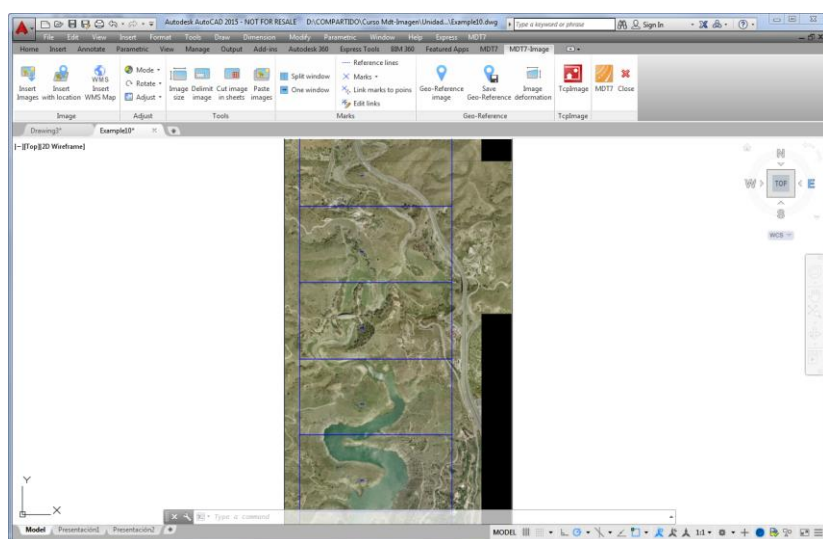 Autodesk AutoCAD 2015 - NOT FOR RESALE D:\COMPARTIDO\Curso Mdt-Imagen\Unidad...\Example10.dwg Type a keyword or phrase Sign In
File Edit View Insert Format Tools Draw Dimension Modify Parametric Window Help Express MDT7
Home Insert Annotate Parametric View Manage Output Add-ins Autodesk 360 Express Tools BIM 360 Featured Apps MDT7 MDT7-Image
Insert Images
Insert with location
WMS
Insert WMS Map
Mode
Rotate
Adjust
Image size
Delimit image
Cut image in sheets
Paste images
Split window
One window
Reference lines
Marks
Link marks to poins
Edit links
Geo-Reference image
Save Geo-Reference
Image deformation
TcpImage
MDT7
Close
Image Adjust Tools Marks Geo-Reference TcpImage
Drawing1* Example10*
[–][Top][2D Wireframe]
N
W TOP E
S
WCS
Y
X
Type a command
Model Presentación1 Presentación2
MODEL 1:1